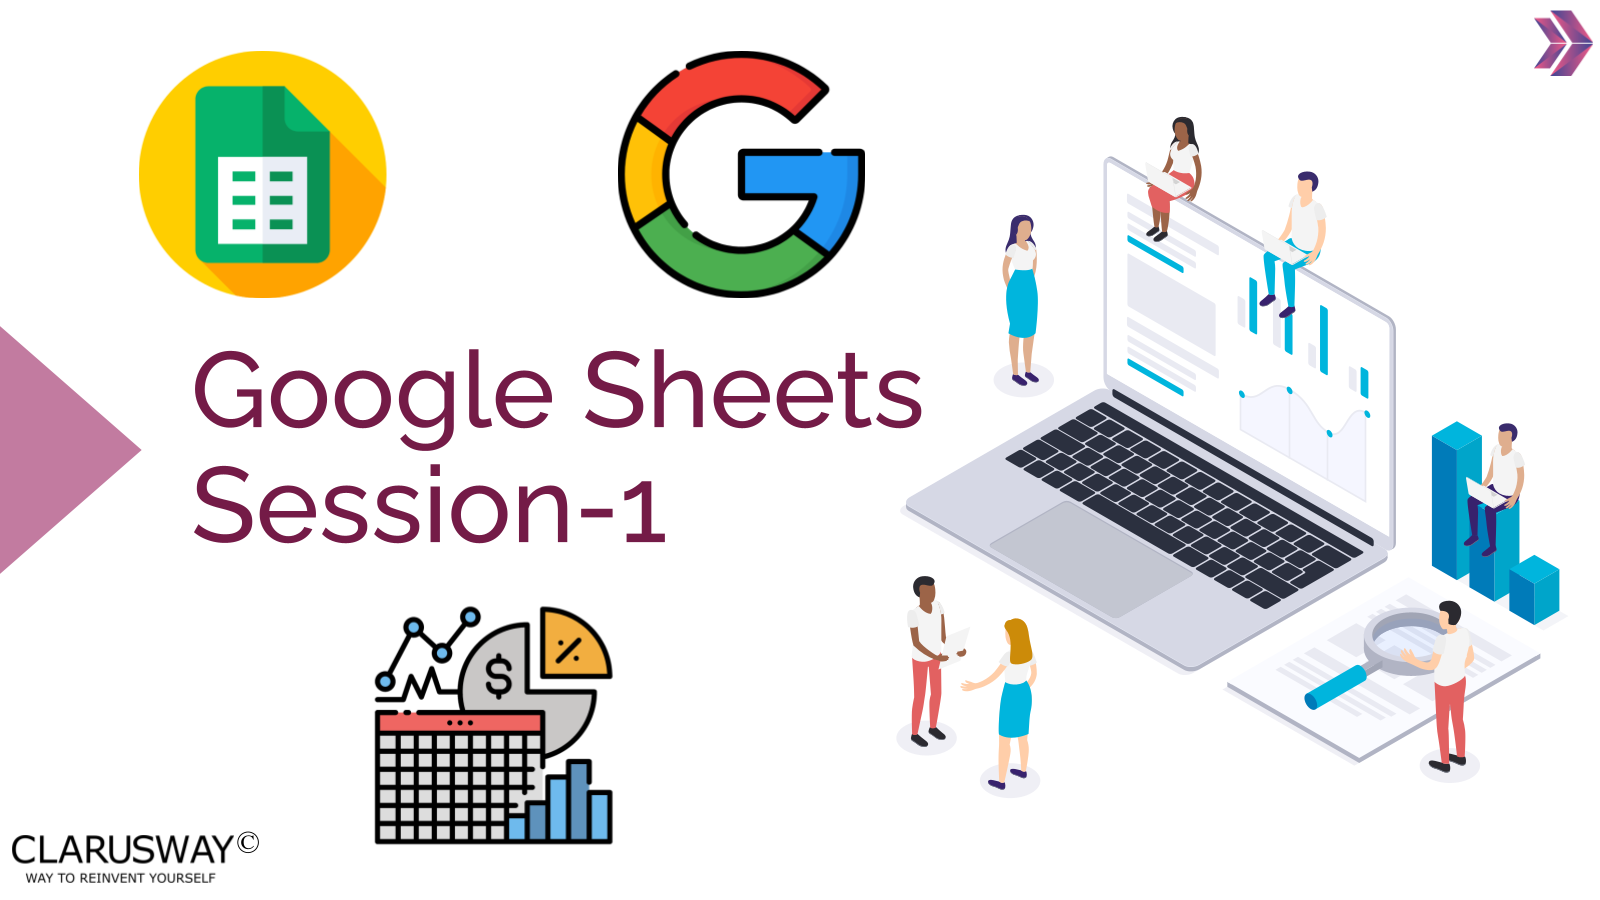 Google Sheets
Session-1
$
%
CLARUSWAY©
WAY TO REINVENT YOURSELF